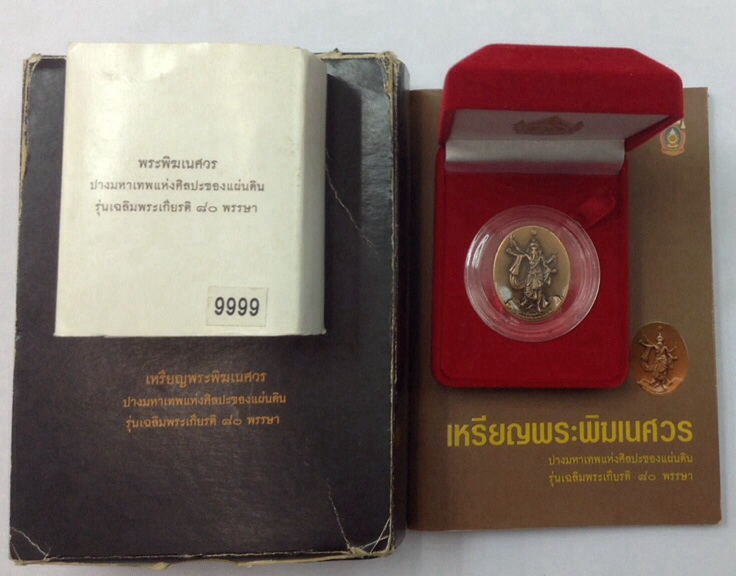 พระพิฆเนศวร
ปางมหาเทพแห่งศิลปะของแผ่นดิน
รุ่นเฉลิมพระเกียรติ ๘๐ พรรษา
9999
เหรียญพระพิฆเนศวร
ปางมหาเทพแห่งศิลปะของแผ่นดิน
รุ่นเฉลิมพระเกียรติ ๘๐ พรรษา
เหรียญพระพิฆเนศวร
ปางมหาเทพแห่งศิลปะของแผ่นดิน
รุ่นเฉลิมพระเกียรติ ๘๐ พรรษา